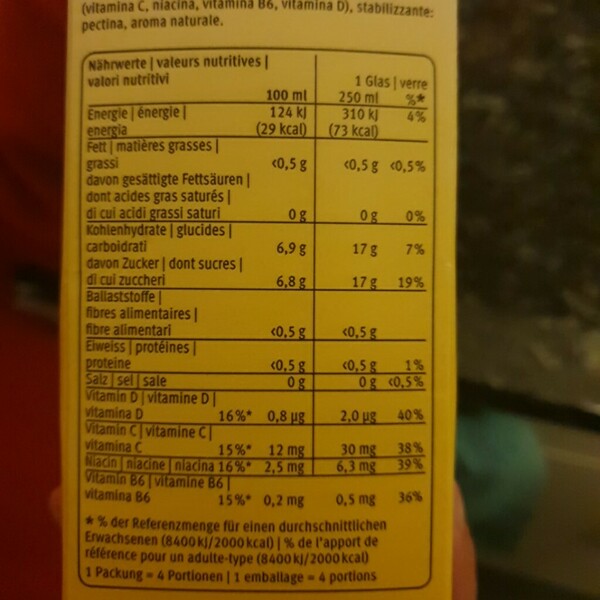 (vitamina C, niacina, vitamina B6, vitamina D), stabilizzante:
pectina, aroma naturale.
Nährwerte | valeurs nutritives |
valori nutritivi 1 Glas | verre
100 ml 250 ml %*
Energie | énergie | 124 kJ 310 kJ 4%
energia (29 kcal) (73 kcal)
Fett | matières grasses |
grassi <0,5 g <0,5 g <0,5%
davon gesättigte Fettsäuren |
dont acides gras saturés |
di cui acidi grassi saturi 0 g 0 g 0%
Kohlenhydrate | glucides |
carboidrati 6,9 g 17 g 7%
davon Zucker | dont sucres |
di cui zuccheri 6,8 g 17 g 19%
Ballaststoffe |
fibres alimentaires |
fibre alimentari <0,5 g <0,5 g
Eiweiss | protéines |
proteine <0,5 g <0,5 g 1%
Salz | sel | sale 0 g 0 g <0,5%
Vitamin D | vitamine D |
vitamina D 16%* 0,8 µg 2,0 µg 40%
Vitamin C | vitamine C |
vitamina C 15%* 12 mg 30 mg 38%
Niacin | niacine | niacina 16%* 2,5 mg 6,3 mg 39%
Vitamin B6 | vitamine B6 |
vitamina B6 15%* 0,2 mg 0,5 mg 36%
* % der Referenzmenge für einen durchschnittlichen
Erwachsenen (8400 kJ/2000 kcal) | % de l'apport de
référence pour un adulte-type (8400 kJ/2000 kcal)
1 Packung = 4 Portionen | 1 emballage = 4 portions